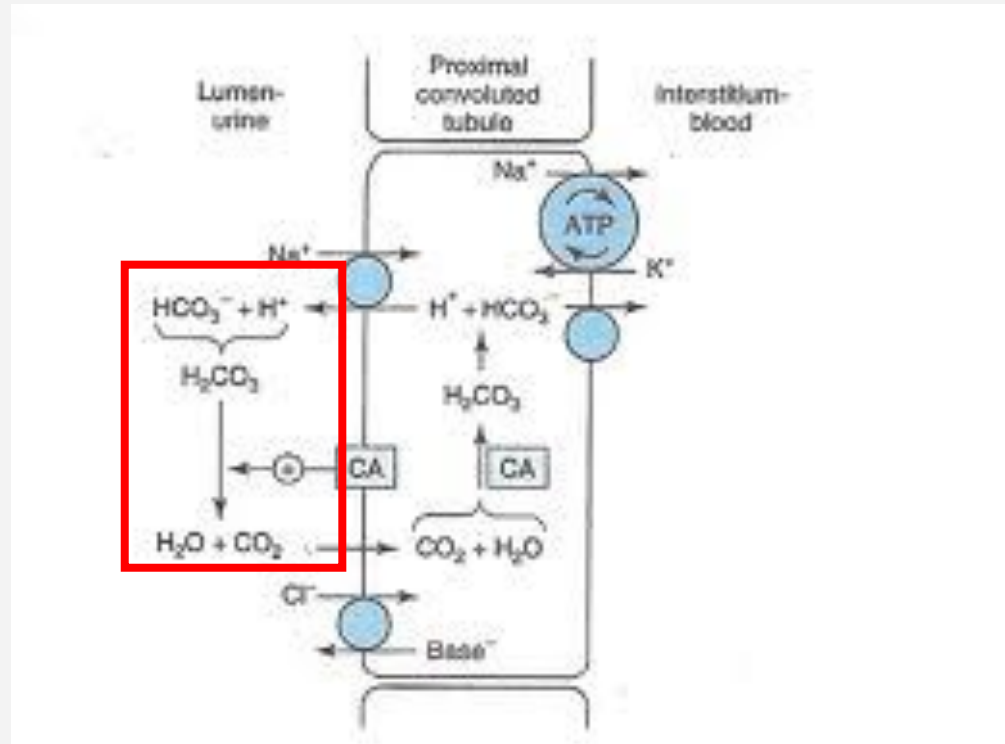 Lumen-
urine
Proximal
convoluted
tubule
Interstitium-
blood
Na⁺
ATP
K⁺
Na⁺
HCO₃⁻ + H⁺
H⁺ + HCO₃⁻
H₂CO₃
H₂CO₃
+
CA
CA
H₂O + CO₂
CO₂ + H₂O
Cl⁻
Base⁻